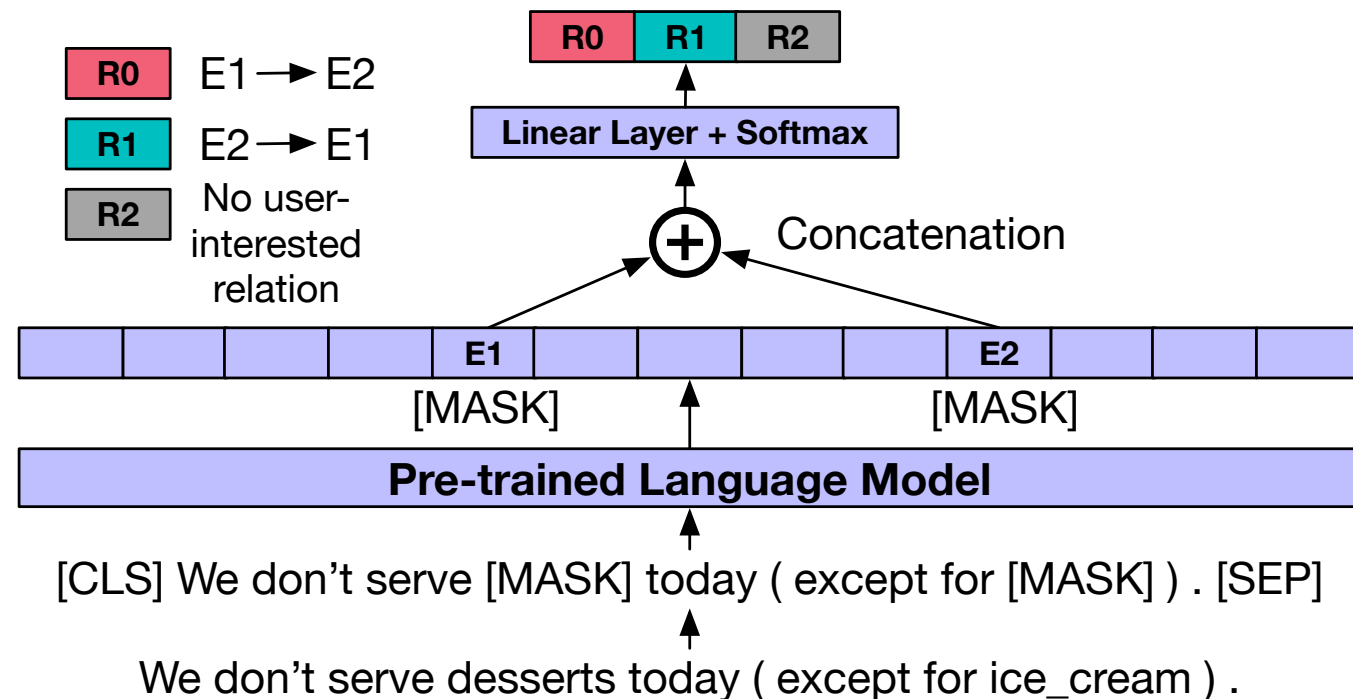 R0 R1 R2
R0 E1 → E2
Linear Layer + Softmax
R1 E2 → E1
R2 No user-
interested
relation
+ Concatenation
E1 E2
[MASK] [MASK]
Pre-trained Language Model
[CLS] We don’t serve [MASK] today ( except for [MASK] ) . [SEP]
We don’t serve desserts today ( except for ice_cream ) .